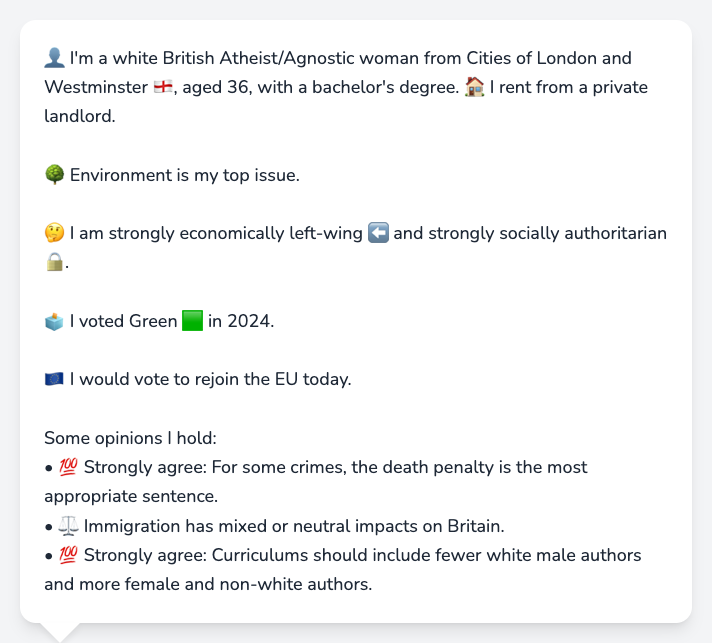 👤 I'm a white British Atheist/Agnostic woman from Cities of London and
Westminster 🏴󠁧󠁢󠁥󠁮󠁧󠁿, aged 36, with a bachelor's degree. 🏠 I rent from a private
landlord.
🌳 Environment is my top issue.
🤔 I am strongly economically left-wing ⬅️ and strongly socially authoritarian
🔒.
🗳️ I voted Green 🟩 in 2024.
🇪🇺 I would vote to rejoin the EU today.
Some opinions I hold:
• 💯 Strongly agree: For some crimes, the death penalty is the most
appropriate sentence.
• ⚖️ Immigration has mixed or neutral impacts on Britain.
• 💯 Strongly agree: Curriculums should include fewer white male authors
and more female and non-white authors.